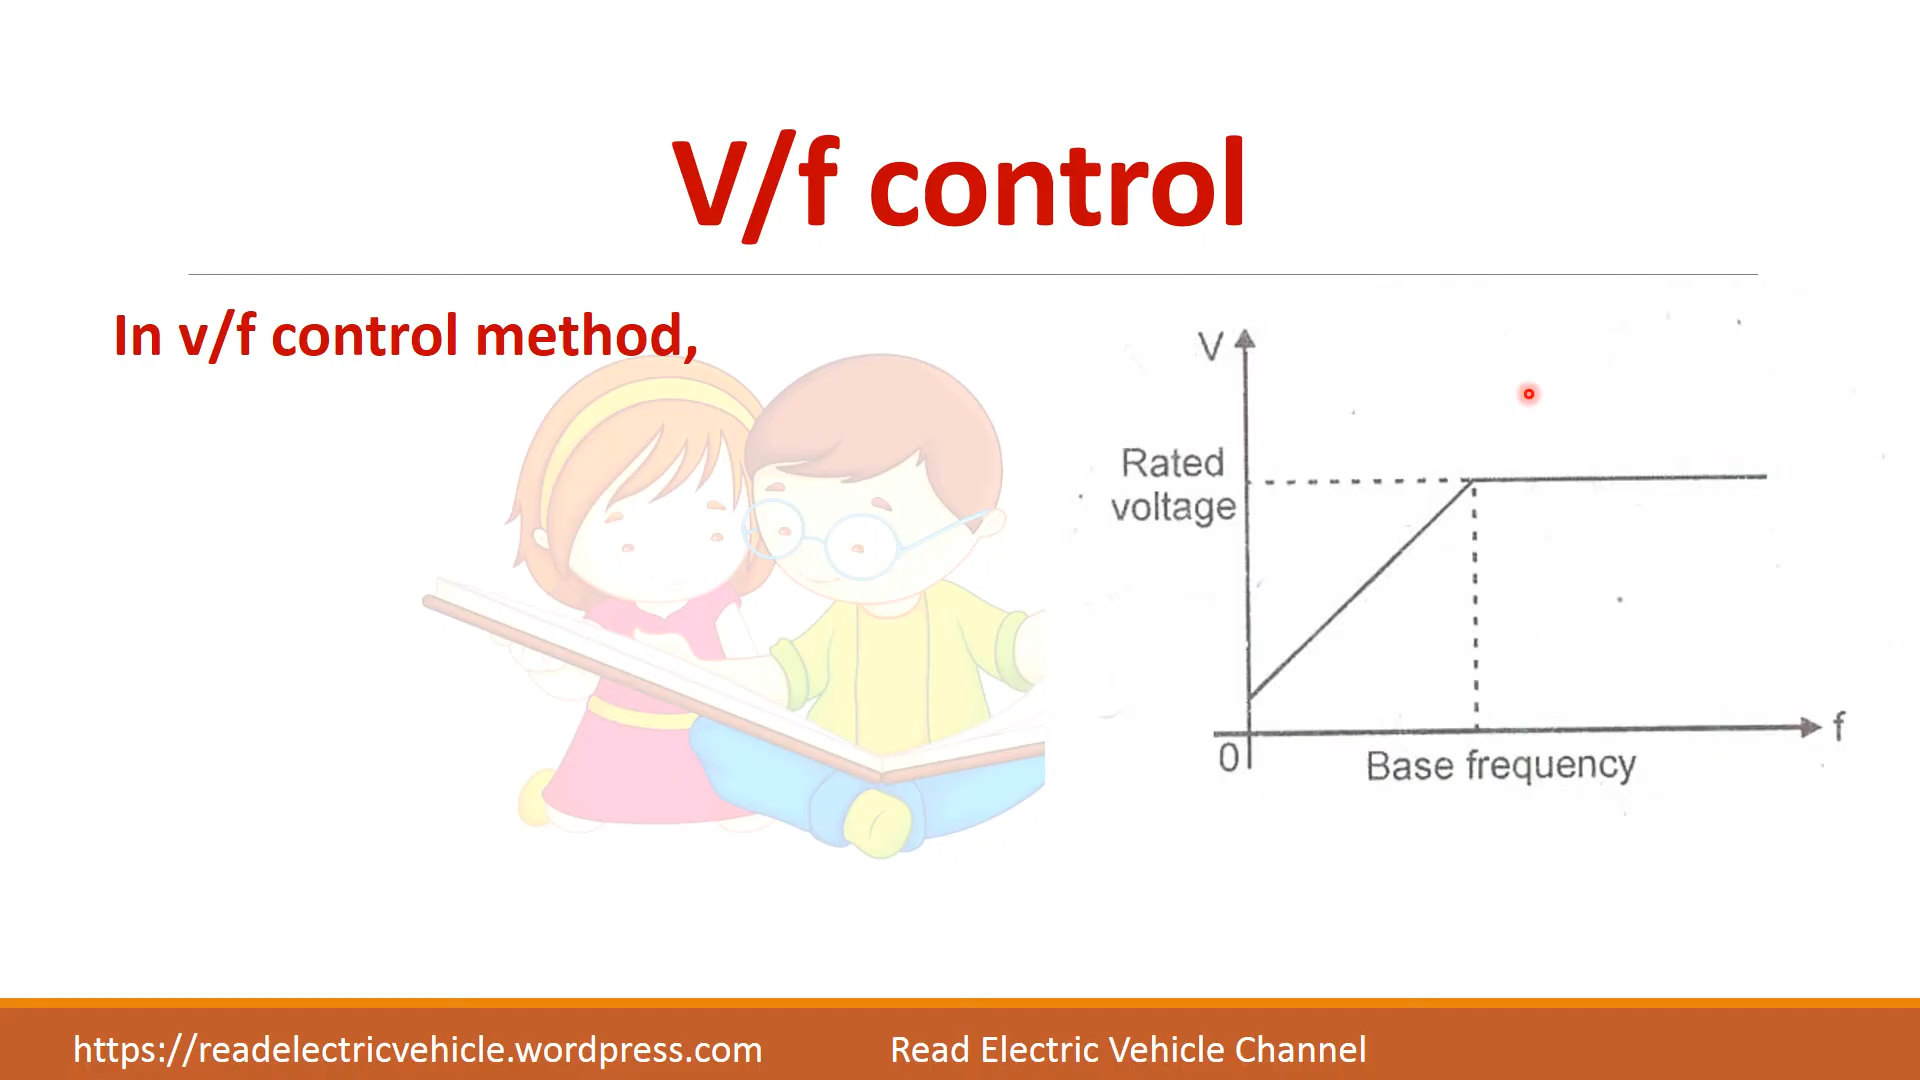 V/f control
In v/f control method,
V
Rated
voltage
0
f
Base frequency
https://readelectricvehicle.wordpress.com
Read Electric Vehicle Channel